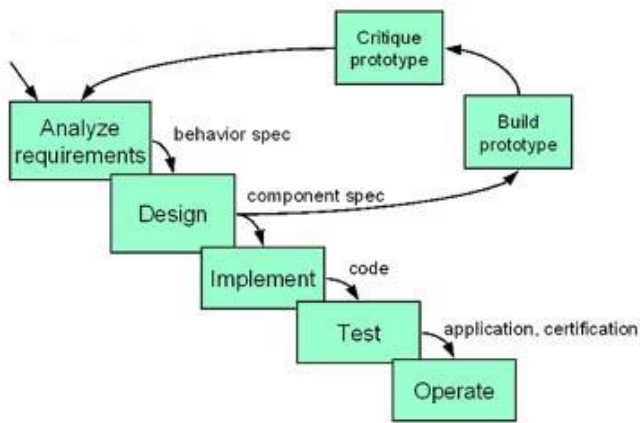 Critique
prototype
Analyze
requirements
behavior spec
Build
prototype
Design
component spec
Implement
code
Test
application, certification
Operate